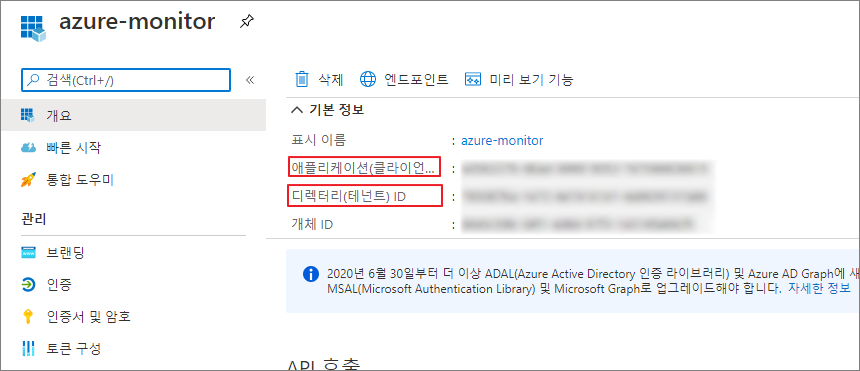 azure-monitor
검색(Ctrl+/)
개요
빠른 시작
통합 도우미
관리
브랜딩
인증
인증서 및 암호
토큰 구성
삭제 엔드포인트 미리 보기 기능
기본 정보
표시 이름 : azure-monitor
애플리케이션(클라이언... :
디렉터리(테넌트) ID :
개체 ID :
2020년 6월 30일부터 더 이상 ADAL(Azure Active Directory 인증 라이브러리) 및 Azure AD Graph에 새
MSAL(Microsoft Authentication Library) 및 Microsoft Graph로 업그레이드해야 합니다. 자세한 정보
API 호출